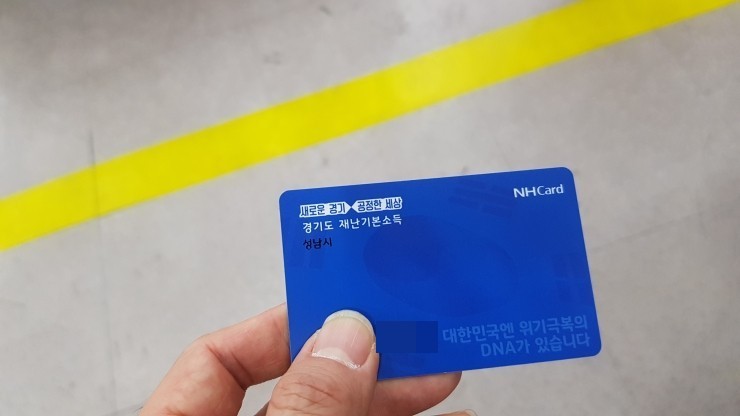 NHCard
새로운 경기 공정한 세상
경기도 재난기본소득
성남시
대한민국엔 위기극복의
DNA가 있습니다